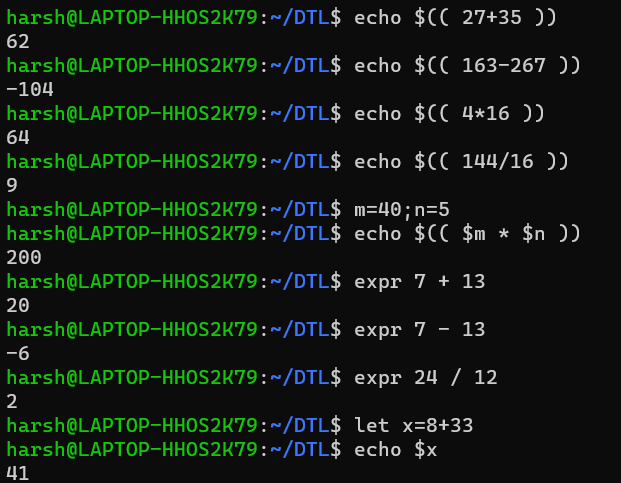 harsh@LAPTOP-HHOS2K79:~/DTL$ echo $(( 27+35 ))
62
harsh@LAPTOP-HHOS2K79:~/DTL$ echo $(( 163-267 ))
-104
harsh@LAPTOP-HHOS2K79:~/DTL$ echo $(( 4*16 ))
64
harsh@LAPTOP-HHOS2K79:~/DTL$ echo $(( 144/16 ))
9
harsh@LAPTOP-HHOS2K79:~/DTL$ m=40;n=5
harsh@LAPTOP-HHOS2K79:~/DTL$ echo $(( $m * $n ))
200
harsh@LAPTOP-HHOS2K79:~/DTL$ expr 7 + 13
20
harsh@LAPTOP-HHOS2K79:~/DTL$ expr 7 - 13
-6
harsh@LAPTOP-HHOS2K79:~/DTL$ expr 24 / 12
2
harsh@LAPTOP-HHOS2K79:~/DTL$ let x=8+33
harsh@LAPTOP-HHOS2K79:~/DTL$ echo $x
41